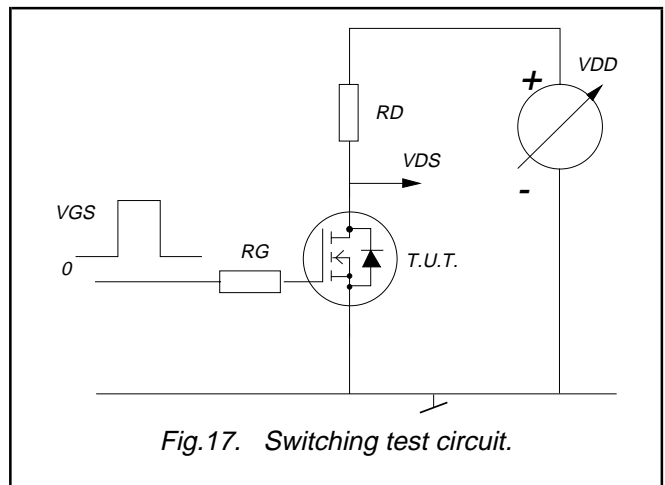 +
VDD
RD
VDS
-
VGS
0
RG
T.U.T.
Fig.17. Switching test circuit.